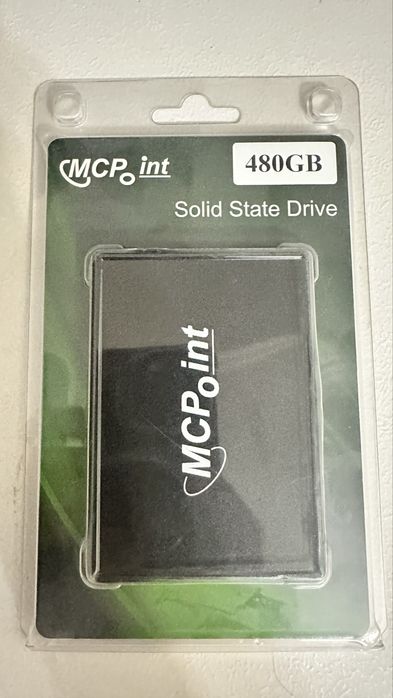 MCPoint
480GB
Solid State Drive
MCPoint